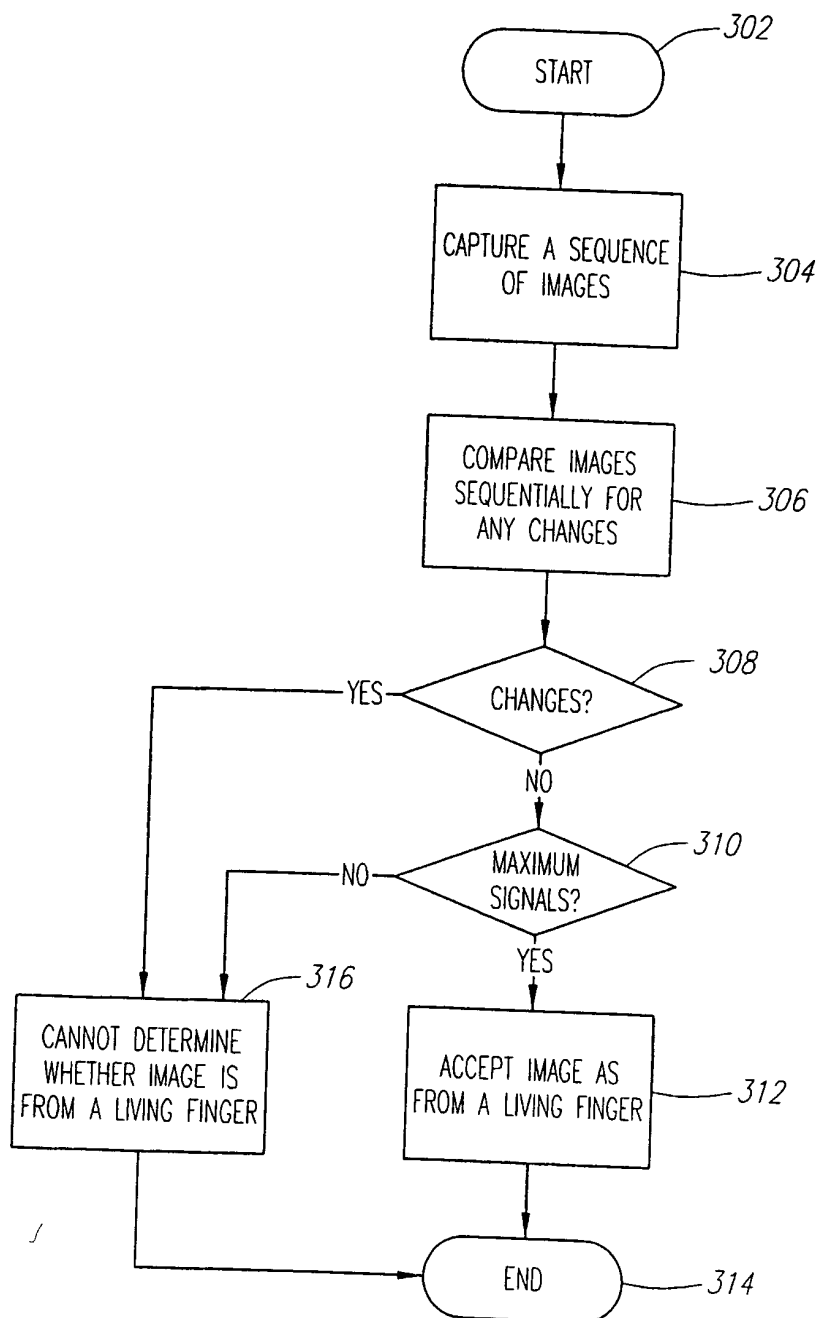 302
START
CAPTURE A SEQUENCE
OF IMAGES
304
COMPARE IMAGES
SEQUENTIALLY FOR
ANY CHANGES
306
308
CHANGES?
YES
NO
310
MAXIMUM
SIGNALS?
NO
YES
316
CANNOT DETERMINE
WHETHER IMAGE IS
FROM A LIVING FINGER
ACCEPT IMAGE AS
FROM A LIVING FINGER
312
END
314